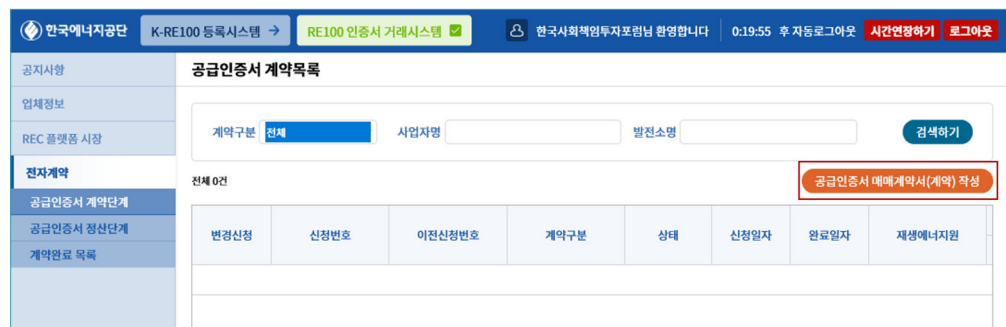 한국에너지공단 K-RE100 등록시스템 → RE100 인증서 거래시스템 한국사회책임투자포럼님 환영합니다 0:19:55 후 자동로그아웃 시간연장하기 로그아웃
공지사항
업체정보
REC 플랫폼 시장
전자계약
공급인증서 계약단계
공급인증서 정산단계
계약완료 목록
공급인증서 계약목록
계약구분 전체 사업자명 발전소명 검색하기
전체 0건 공급인증서 매매계약서(계약) 작성
변경신청 신청번호 이전신청번호 계약구분 상태 신청일자 완료일자 재생에너지원